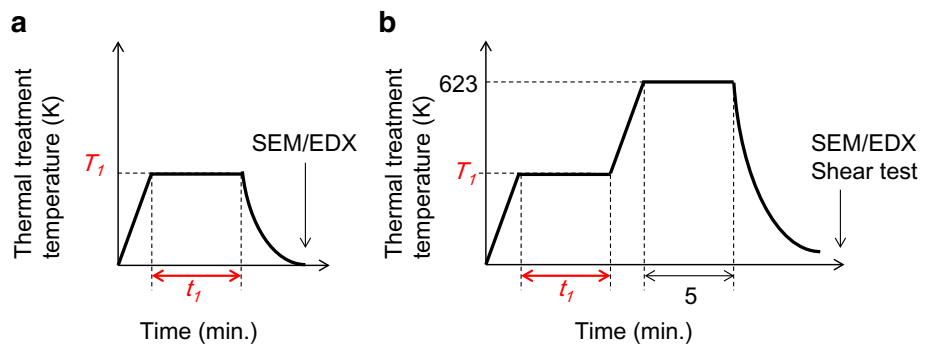 a
Thermal treatment
temperature (K)
T1
SEM/EDX
t1
Time (min.)
b
Thermal treatment
temperature (K)
623
T1
SEM/EDX
Shear test
t1
5
Time (min.)